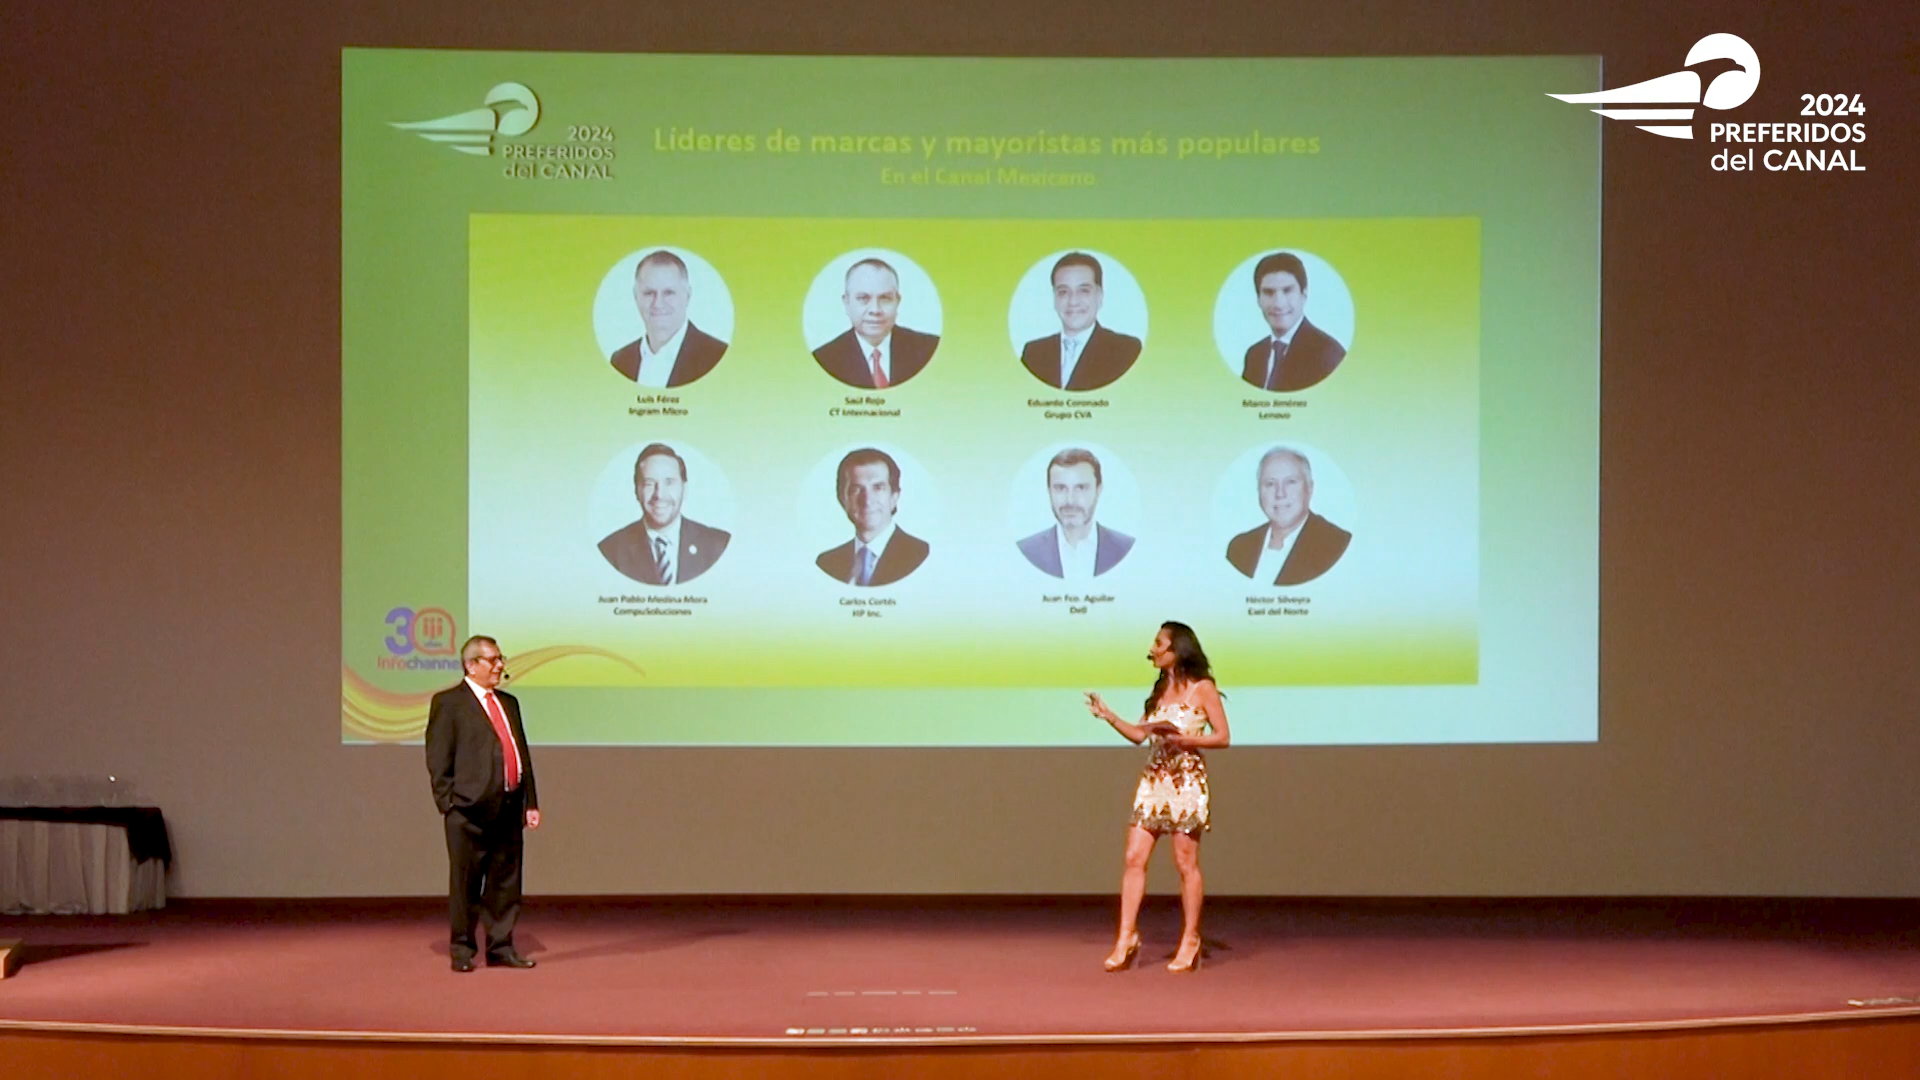 2024
PREFERIDOS
del CANAL
2024
PREFERIDOS
del CANAL
Líderes de marcas y mayoristas más populares
En el Canal Mexicano
Luis Férez
Ingram Micro
Saúl Rojo
CT Internacional
Eduardo Coronado
Grupo CVA
Marco Jiménez
Lenovo
Juan Pablo Medina Mora
CompuSoluciones
Carlos Cortés
HP Inc.
Juan Fco. Aguilar
Dell
Héctor Silveyra
Exel del Norte
30
infochannel